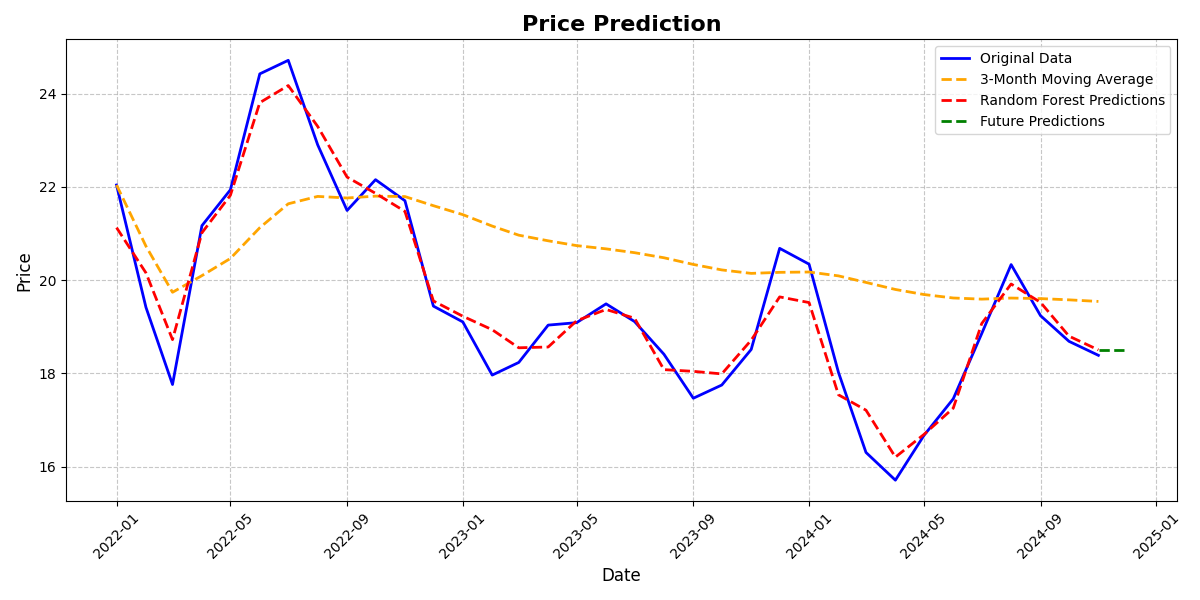 Price Prediction
Original Data
3-Month Moving Average
Random Forest Predictions
Future Predictions
Price
24
22
20
18
16
2022-01
2022-05
2022-09
2023-01
2023-05
2023-09
2024-01
2024-05
2024-09
2025-01
Date